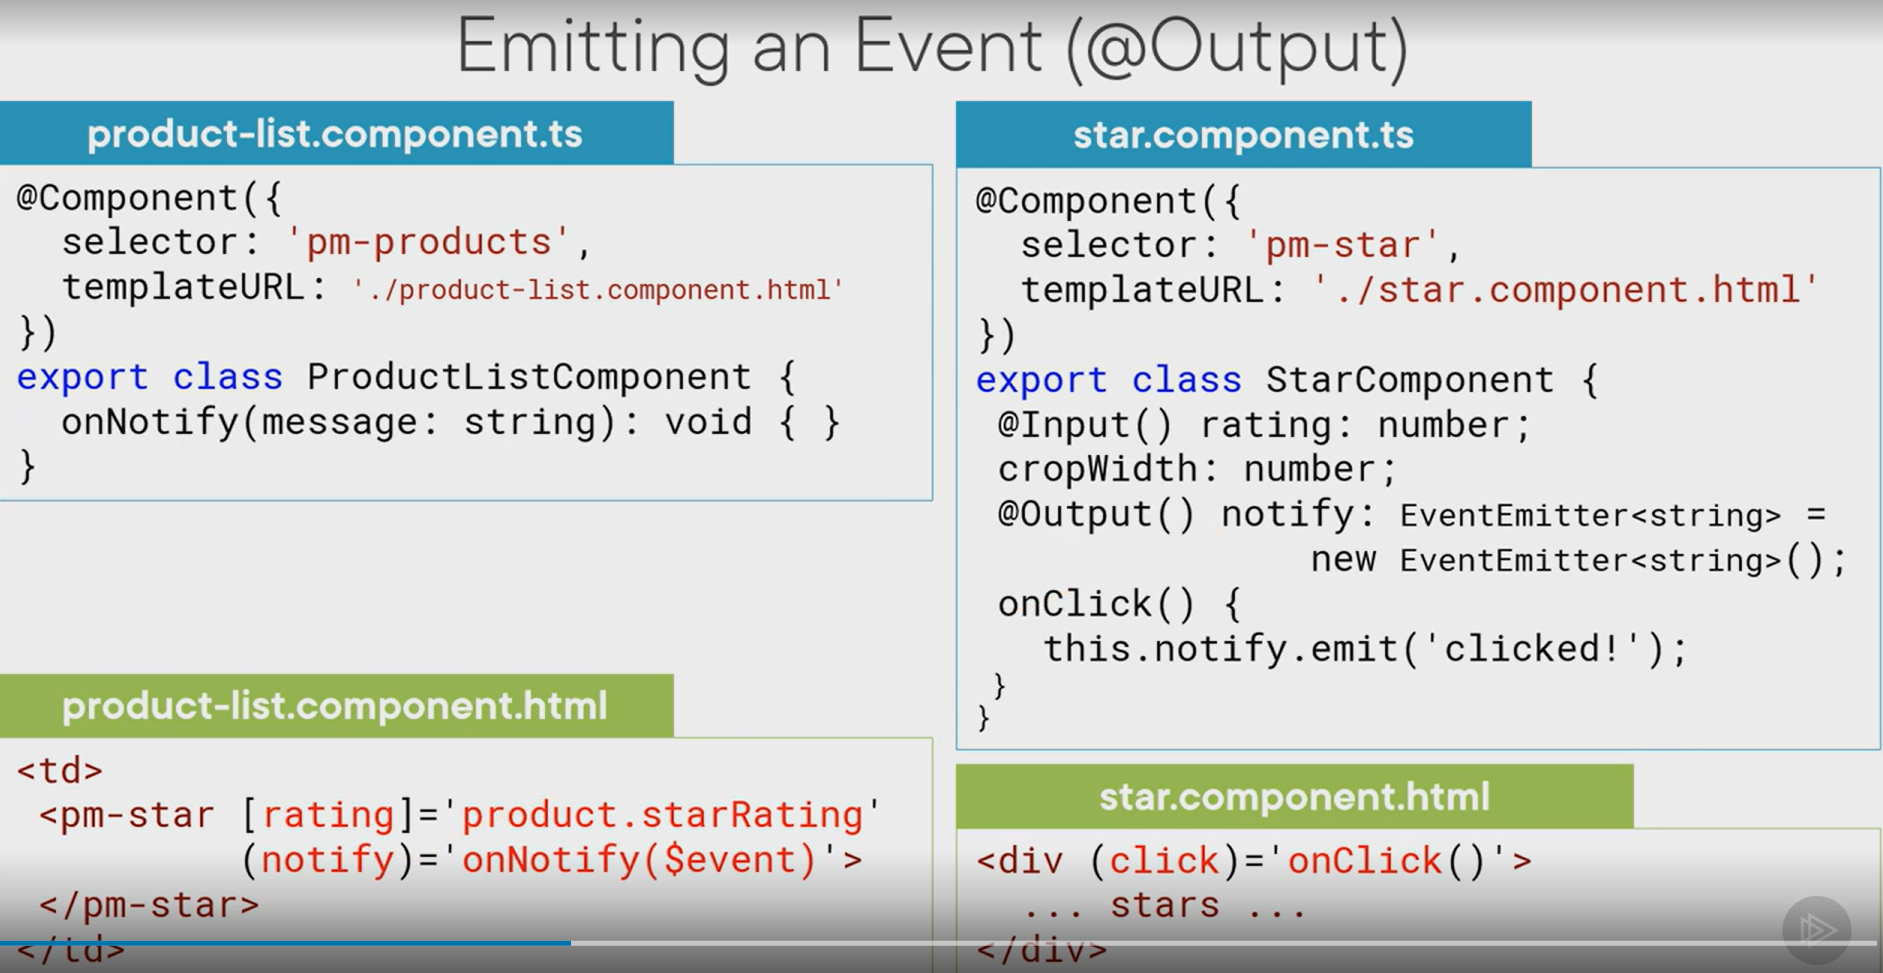 Emitting an Event (@Output)
product-list.component.ts
@Component({
  selector: 'pm-products',
  templateURL: './product-list.component.html'
})
export class ProductListComponent {
  onNotify(message: string): void { }
}
product-list.component.html
<td>
 <pm-star [rating]='product.starRating'
          (notify)='onNotify($event)'>
 </pm-star>
</td>
star.component.ts
@Component({
  selector: 'pm-star',
  templateURL: './star.component.html'
})
export class StarComponent {
 @Input() rating: number;
 cropWidth: number;
 @Output() notify: EventEmitter<string> =
               new EventEmitter<string>();
 onClick() {
   this.notify.emit('clicked!');
 }
}
star.component.html
<div (click)='onClick()'>
  ... stars ...
</div>